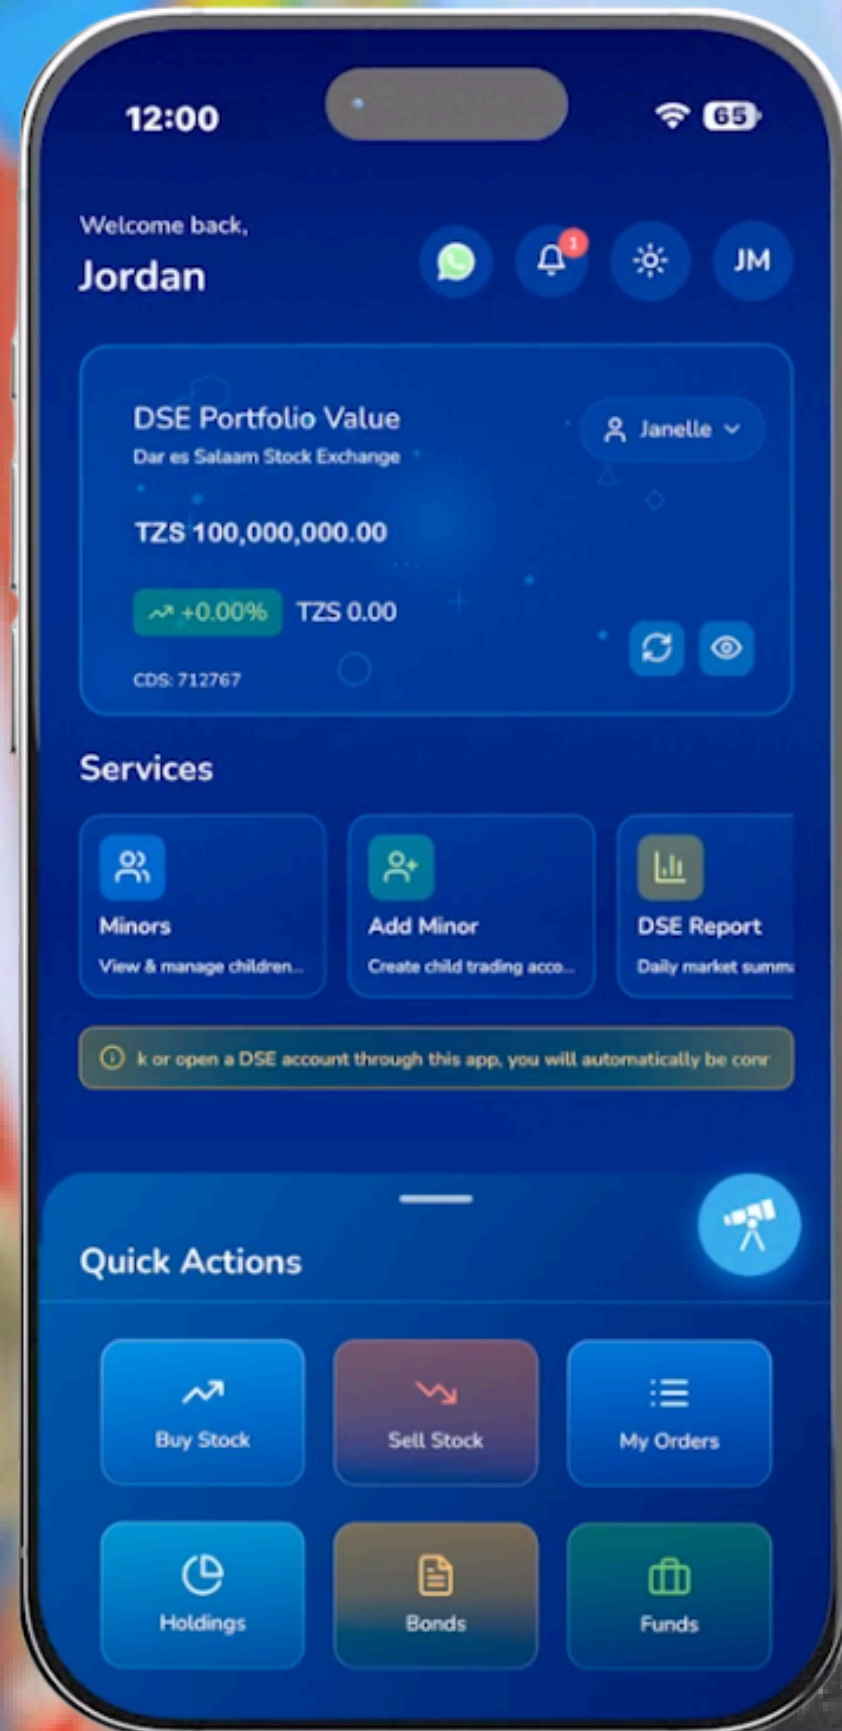 12:00
65
Welcome back,
Jordan
1
JM
DSE Portfolio Value
Dar es Salaam Stock Exchange
Janelle
TZS 100,000,000.00
+0.00% TZS 0.00
CDS: 712767
Services
Minors
View & manage children...
Add Minor
Create child trading acco...
DSE Report
Daily market summ
k or open a DSE account through this app, you will automatically be conr
Quick Actions
Buy Stock
Sell Stock
My Orders
Holdings
Bonds
Funds